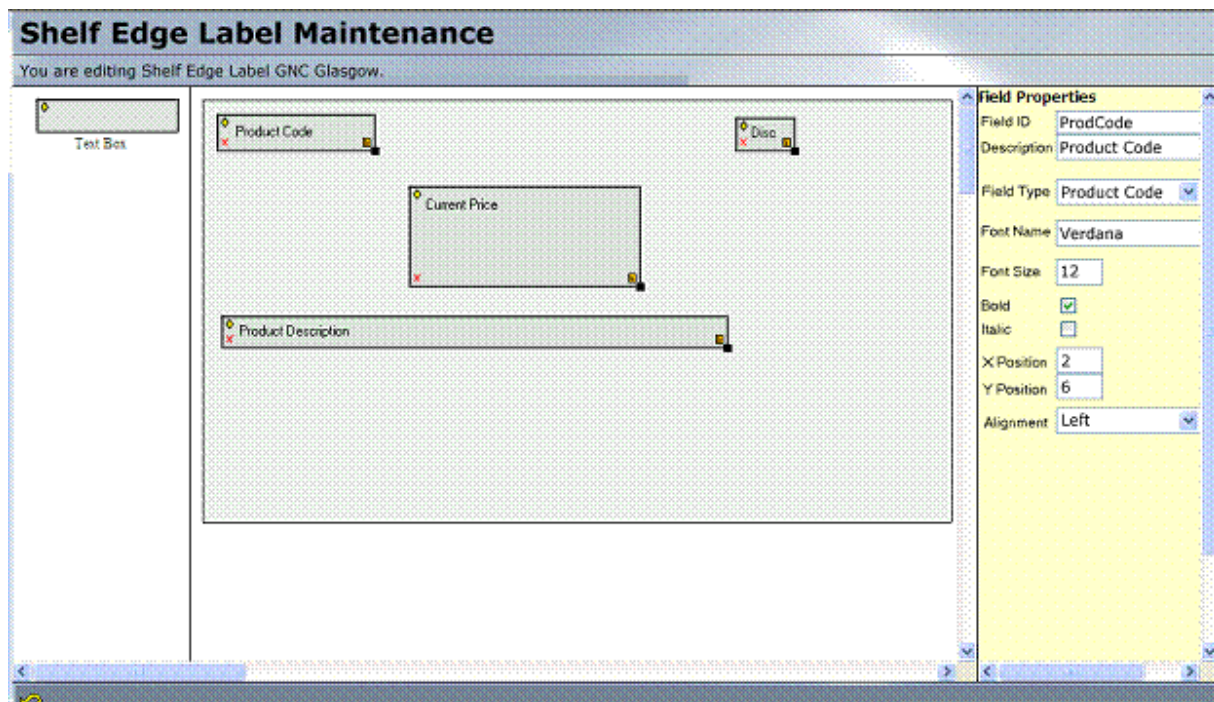 Shelf Edge Label Maintenance
You are editing Shelf Edge Label GNC Glasgow.
Text Box
Product Code
Disc
Current Price
Product Description
Field Properties
Field ID ProdCode
Description Product Code
Field Type Product Code
Font Name Verdana
Font Size 12
Bold
Italic
X Position 2
Y Position 6
Alignment Left